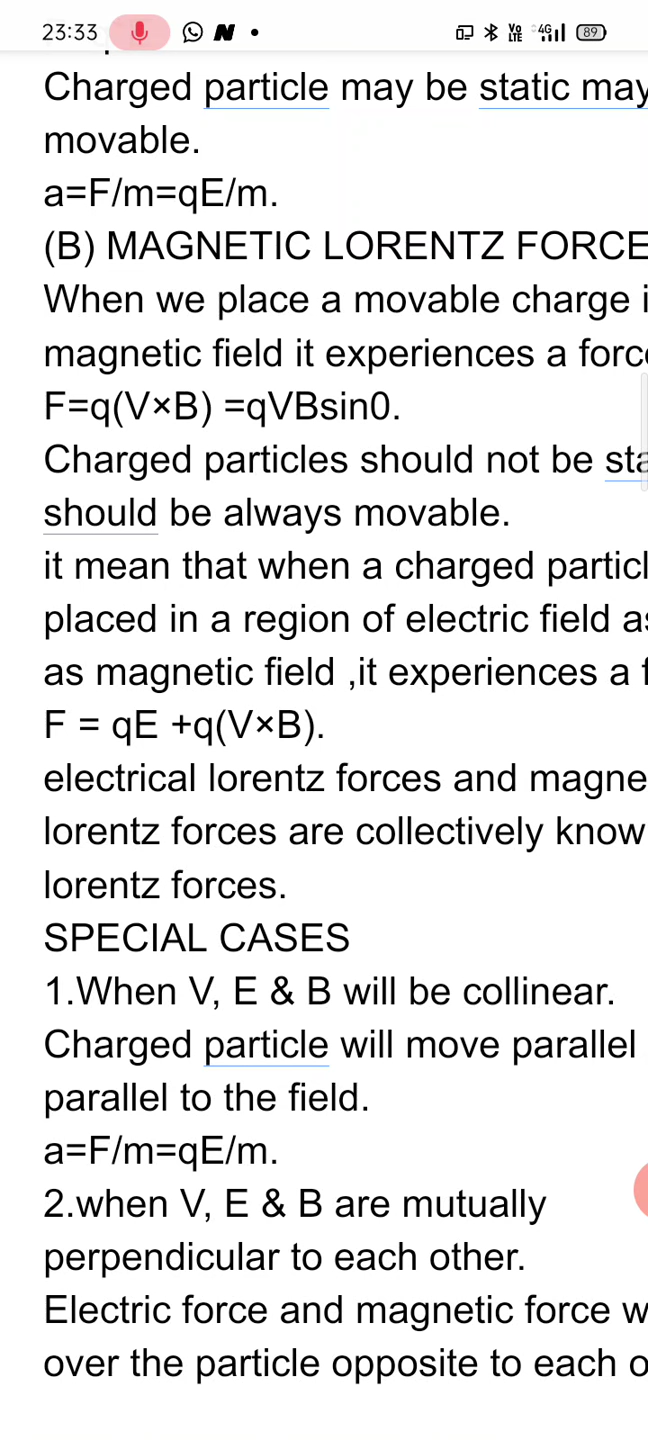 23:33
VoLTE 4G 89
Charged particle may be static may
movable.
a=F/m=qE/m.
(B) MAGNETIC LORENTZ FORCE
When we place a movable charge i
magnetic field it experiences a forc
F=q(V×B) =qVBsin0.
Charged particles should not be sta
should be always movable.
it mean that when a charged particl
placed in a region of electric field as
as magnetic field ,it experiences a f
F = qE +q(V×B).
electrical lorentz forces and magne
lorentz forces are collectively know
lorentz forces.
SPECIAL CASES
1.When V, E & B will be collinear.
Charged particle will move parallel
parallel to the field.
a=F/m=qE/m.
2.when V, E & B are mutually
perpendicular to each other.
Electric force and magnetic force w
over the particle opposite to each o